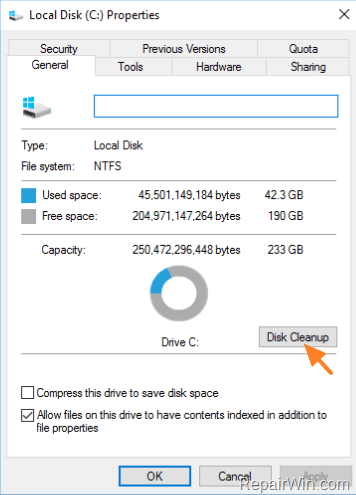 Local Disk (C:) Properties
Security Previous Versions Quota
General Tools Hardware Sharing
Type: Local Disk
File system: NTFS
Used space: 45,501,149,184 bytes 42.3 GB
Free space: 204,971,147,264 bytes 190 GB
Capacity: 250,472,296,448 bytes 233 GB
Drive C:
Disk Cleanup
Compress this drive to save disk space
Allow files on this drive to have contents indexed in addition to
file properties
OK Cancel Apply
RepairWin.com